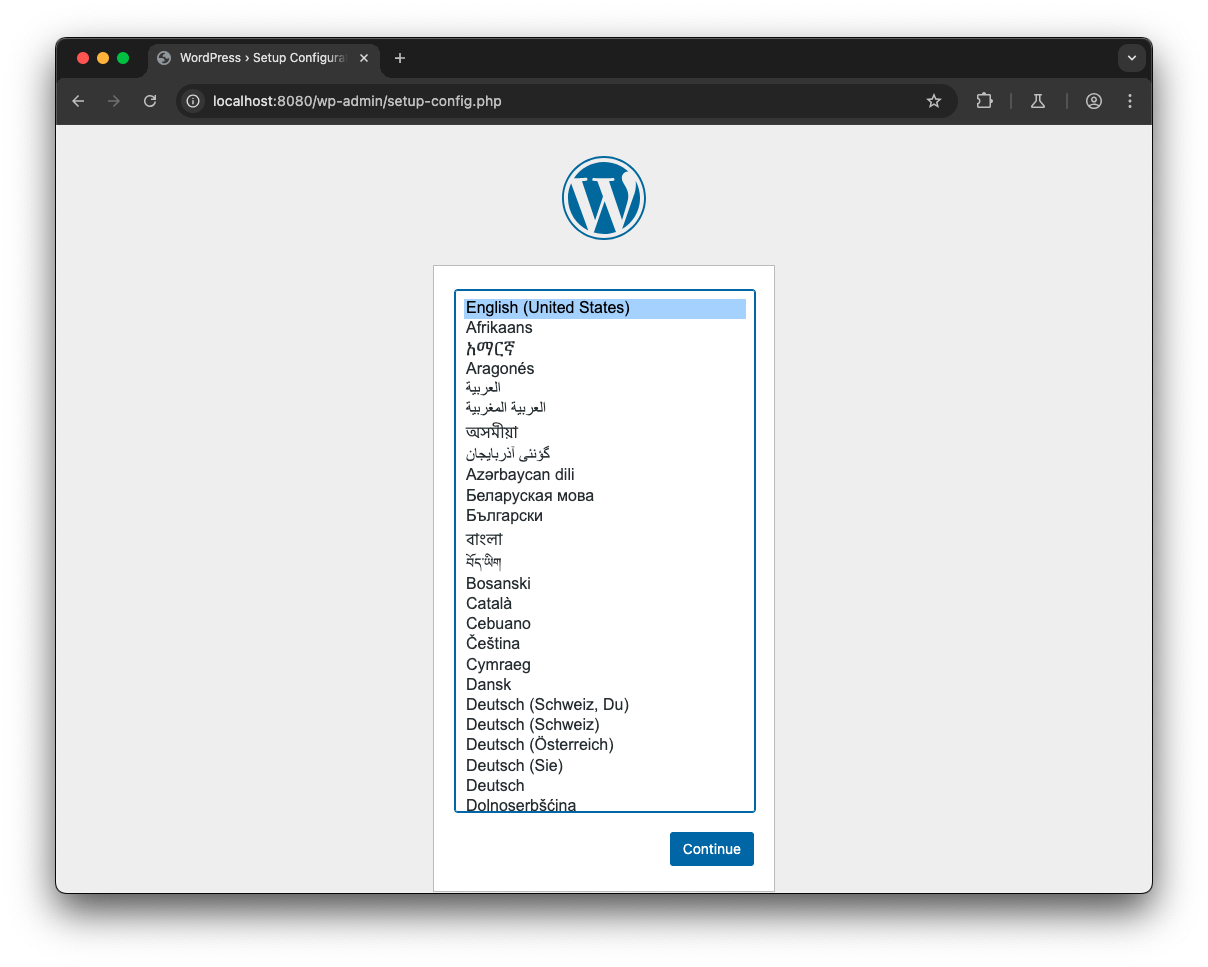 WordPress › Setup Configura
localhost:8080/wp-admin/setup-config.php
English (United States)
Afrikaans
አማርኛ
Aragonés
العربية
العربية المغربية
অসমীয়া
گؤنئی آذربایجان
Azərbaycan dili
Беларуская мова
Български
বাংলা
བོད་ཡིག
Bosanski
Català
Cebuano
Čeština
Cymraeg
Dansk
Deutsch (Schweiz, Du)
Deutsch (Schweiz)
Deutsch (Österreich)
Deutsch (Sie)
Deutsch
Dolnoserbšćina
Continue